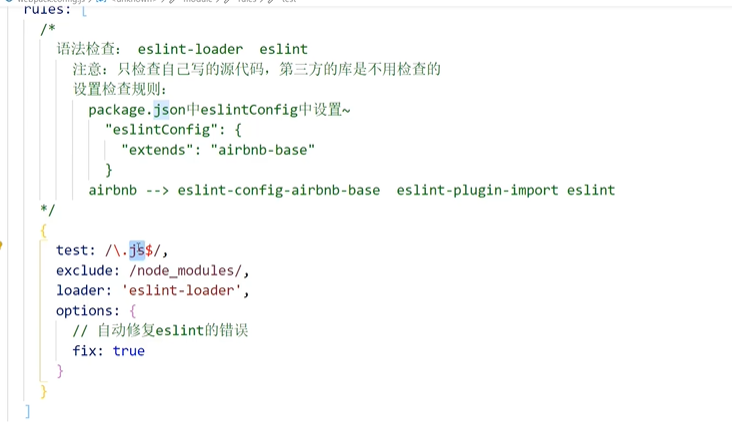 rules: [
/*
语法检查： eslint-loader  eslint
注意：只检查自己写的源代码，第三方的库是不用检查的
设置检查规则：
package.json中eslintConfig中设置~
"eslintConfig": {
"extends": "airbnb-base"
}
airbnb --> eslint-config-airbnb-base  eslint-plugin-import eslint
*/
{
test: /\.js$/,
exclude: /node_modules/,
loader: 'eslint-loader',
options: {
// 自动修复eslint的错误
fix: true
}
}
]